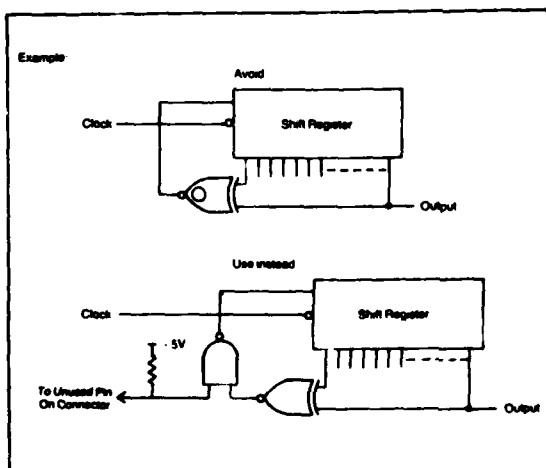 Example
Avoid
Clock
Shift Register
Output
Use instead
Clock
Shift Register
5V
To Unused Pin
On Connector
Output